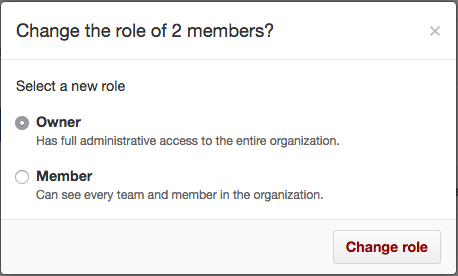 Change the role of 2 members?
×
Select a new role
Owner
Has full administrative access to the entire organization.
Member
Can see every team and member in the organization.
Change role